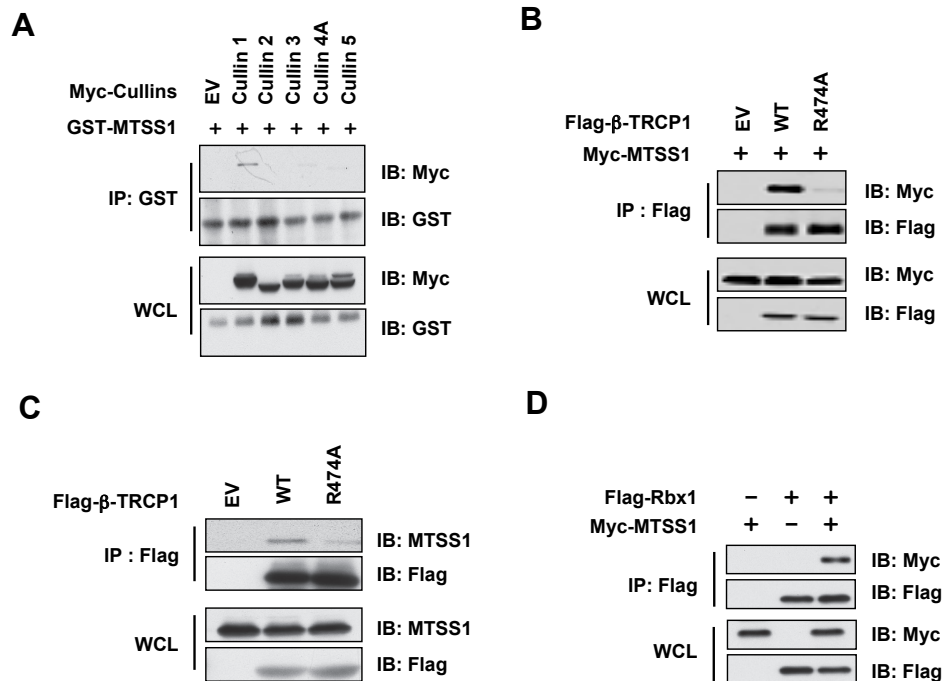 A
Myc-Cullins EV Cullin 1 Cullin 2 Cullin 3 Cullin 4A Cullin 5
GST-MTSS1 + + + + + +
IP: GST
IB: Myc
IB: GST
WCL
IB: Myc
IB: GST
B
Flag-β-TRCP1 EV WT R474A
Myc-MTSS1 + + +
IP : Flag
IB: Myc
IB: Flag
WCL
IB: Myc
IB: Flag
C
Flag-β-TRCP1 EV WT R474A
IP : Flag
IB: MTSS1
IB: Flag
WCL
IB: MTSS1
IB: Flag
D
Flag-Rbx1 – + +
Myc-MTSS1 + – +
IP: Flag
IB: Myc
IB: Flag
WCL
IB: Myc
IB: Flag